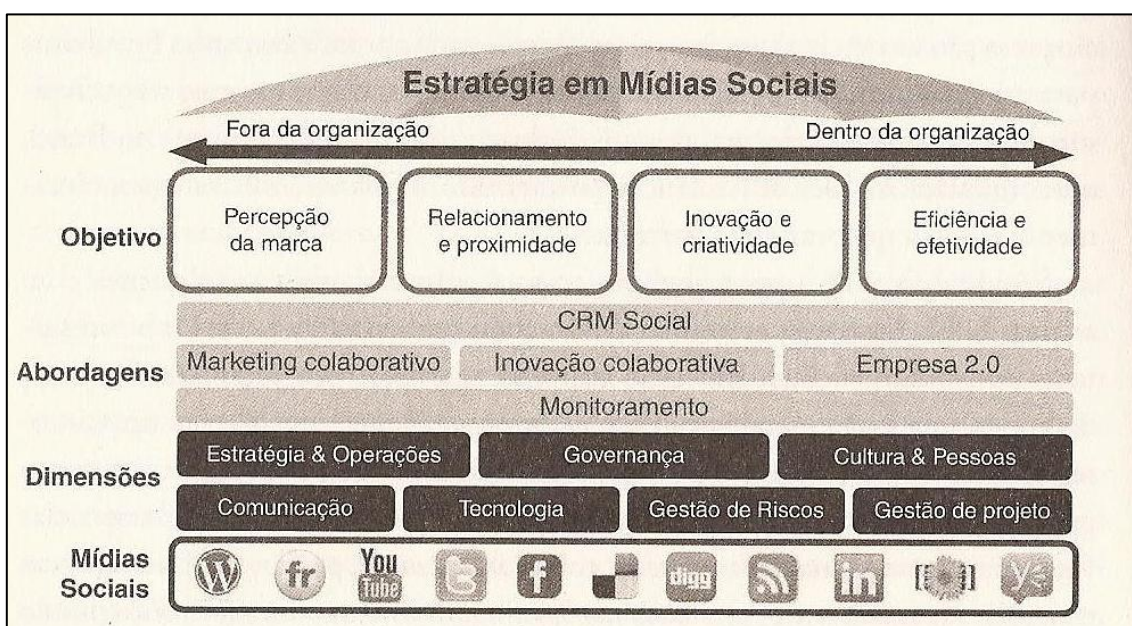 Estratégia em Mídias Sociais
Fora da organização
Dentro da organização
Objetivo
Percepção
da marca
Relacionamento
e proximidade
Inovação e
criatividade
Eficiência e
efetividade
Abordagens
CRM Social
Marketing colaborativo
Inovação colaborativa
Empresa 2.0
Monitoramento
Dimensões
Estratégia & Operações
Governança
Cultura & Pessoas
Comunicação
Tecnologia
Gestão de Riscos
Gestão de projeto
Mídias
Sociais
W
fr
You
Tube
t
f
digg
in
y